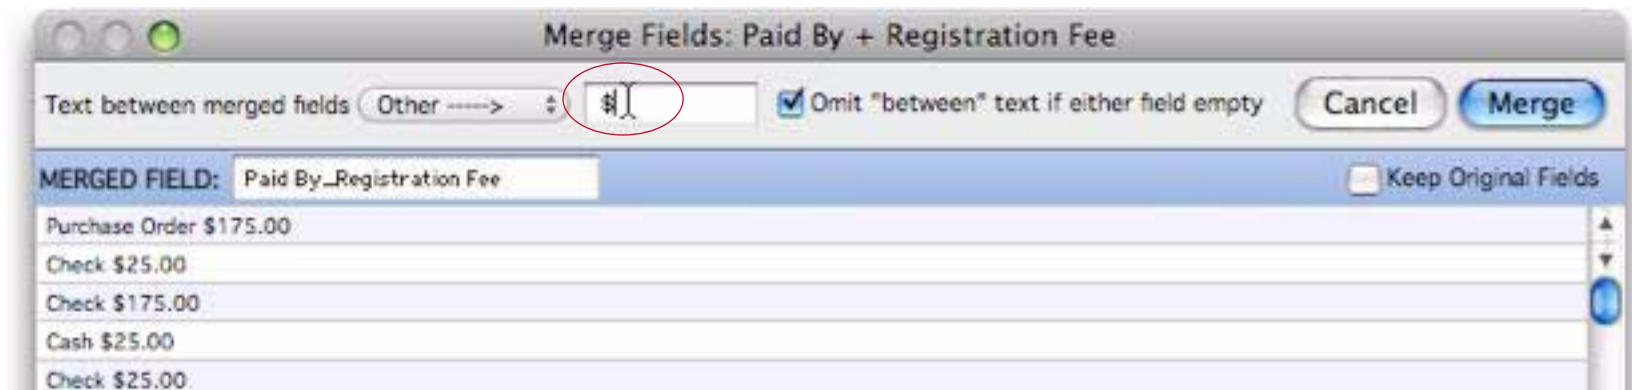 Merge Fields: Paid By + Registration Fee
Text between merged fields Other -----> $ Omit "between" text if either field empty Cancel Merge
MERGED FIELD: Paid By_Registration Fee Keep Original Fields
Purchase Order $175.00
Check $25.00
Check $175.00
Cash $25.00
Check $25.00